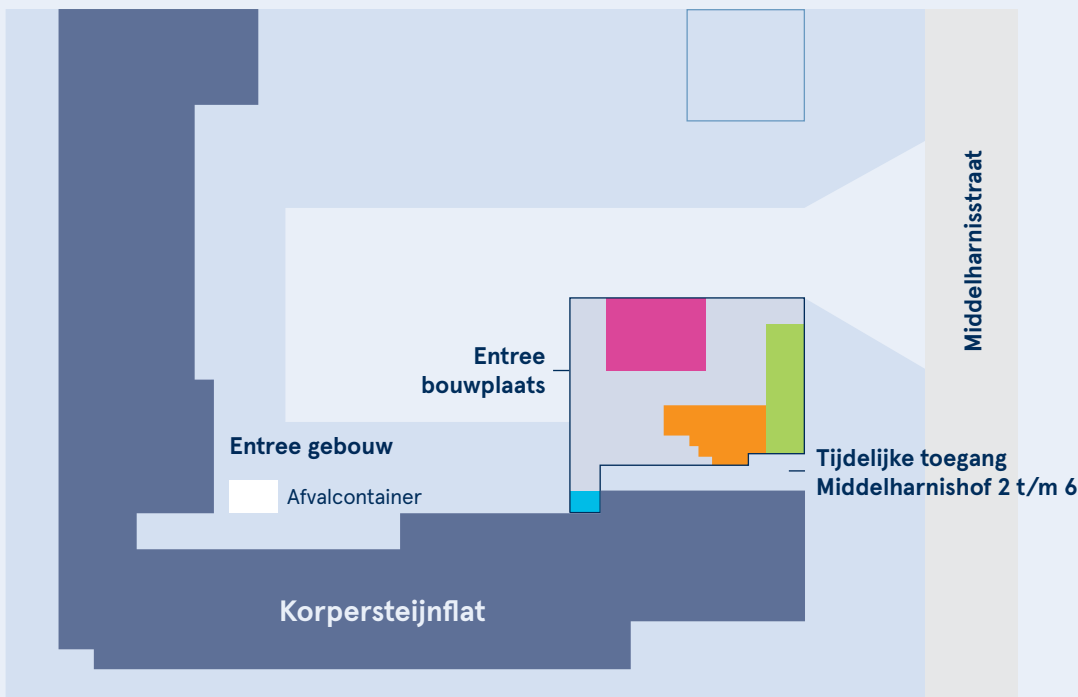 Middelharnisstraat
Entree
bouwplaats
Entree gebouw
Afvalcontainer
Tijdelijke toegang
Middelharnishof 2 t/m 6
Korpersteijnflat